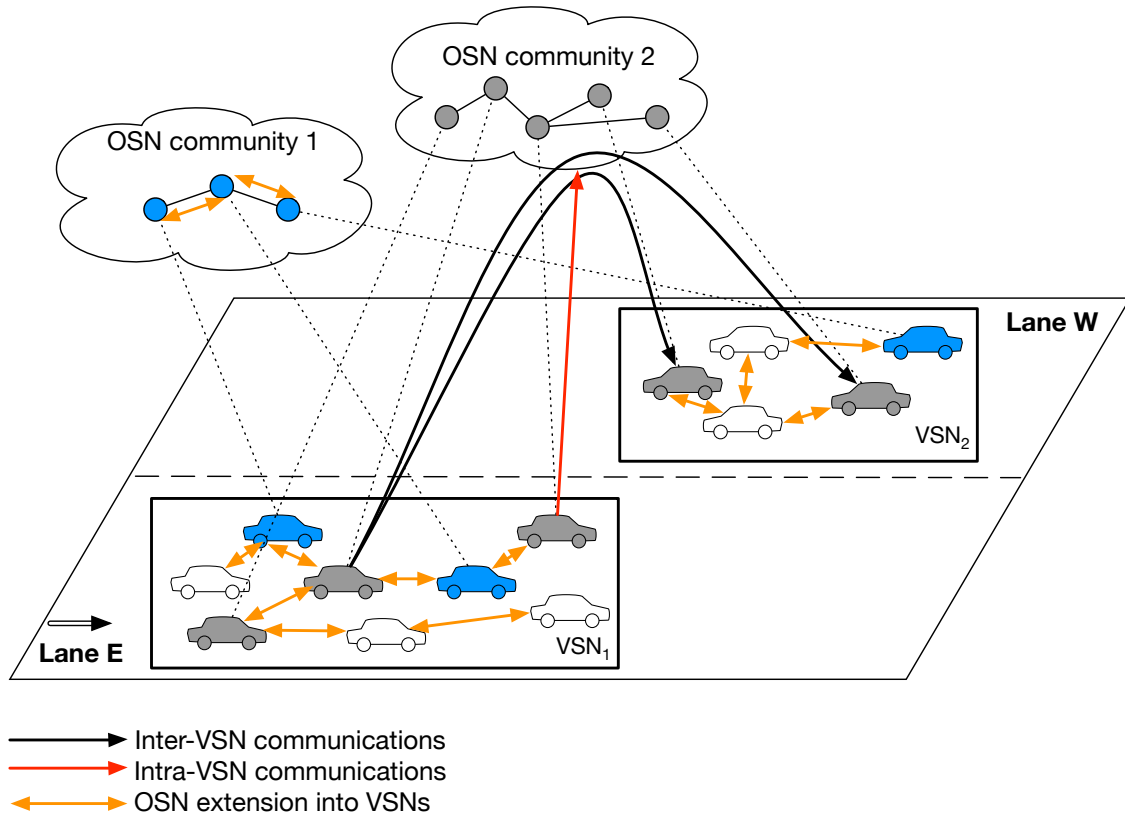 OSN community 2
OSN community 1
Lane W
VSN₂
VSN₁
Lane E
Inter-VSN communications
Intra-VSN communications
OSN extension into VSNs